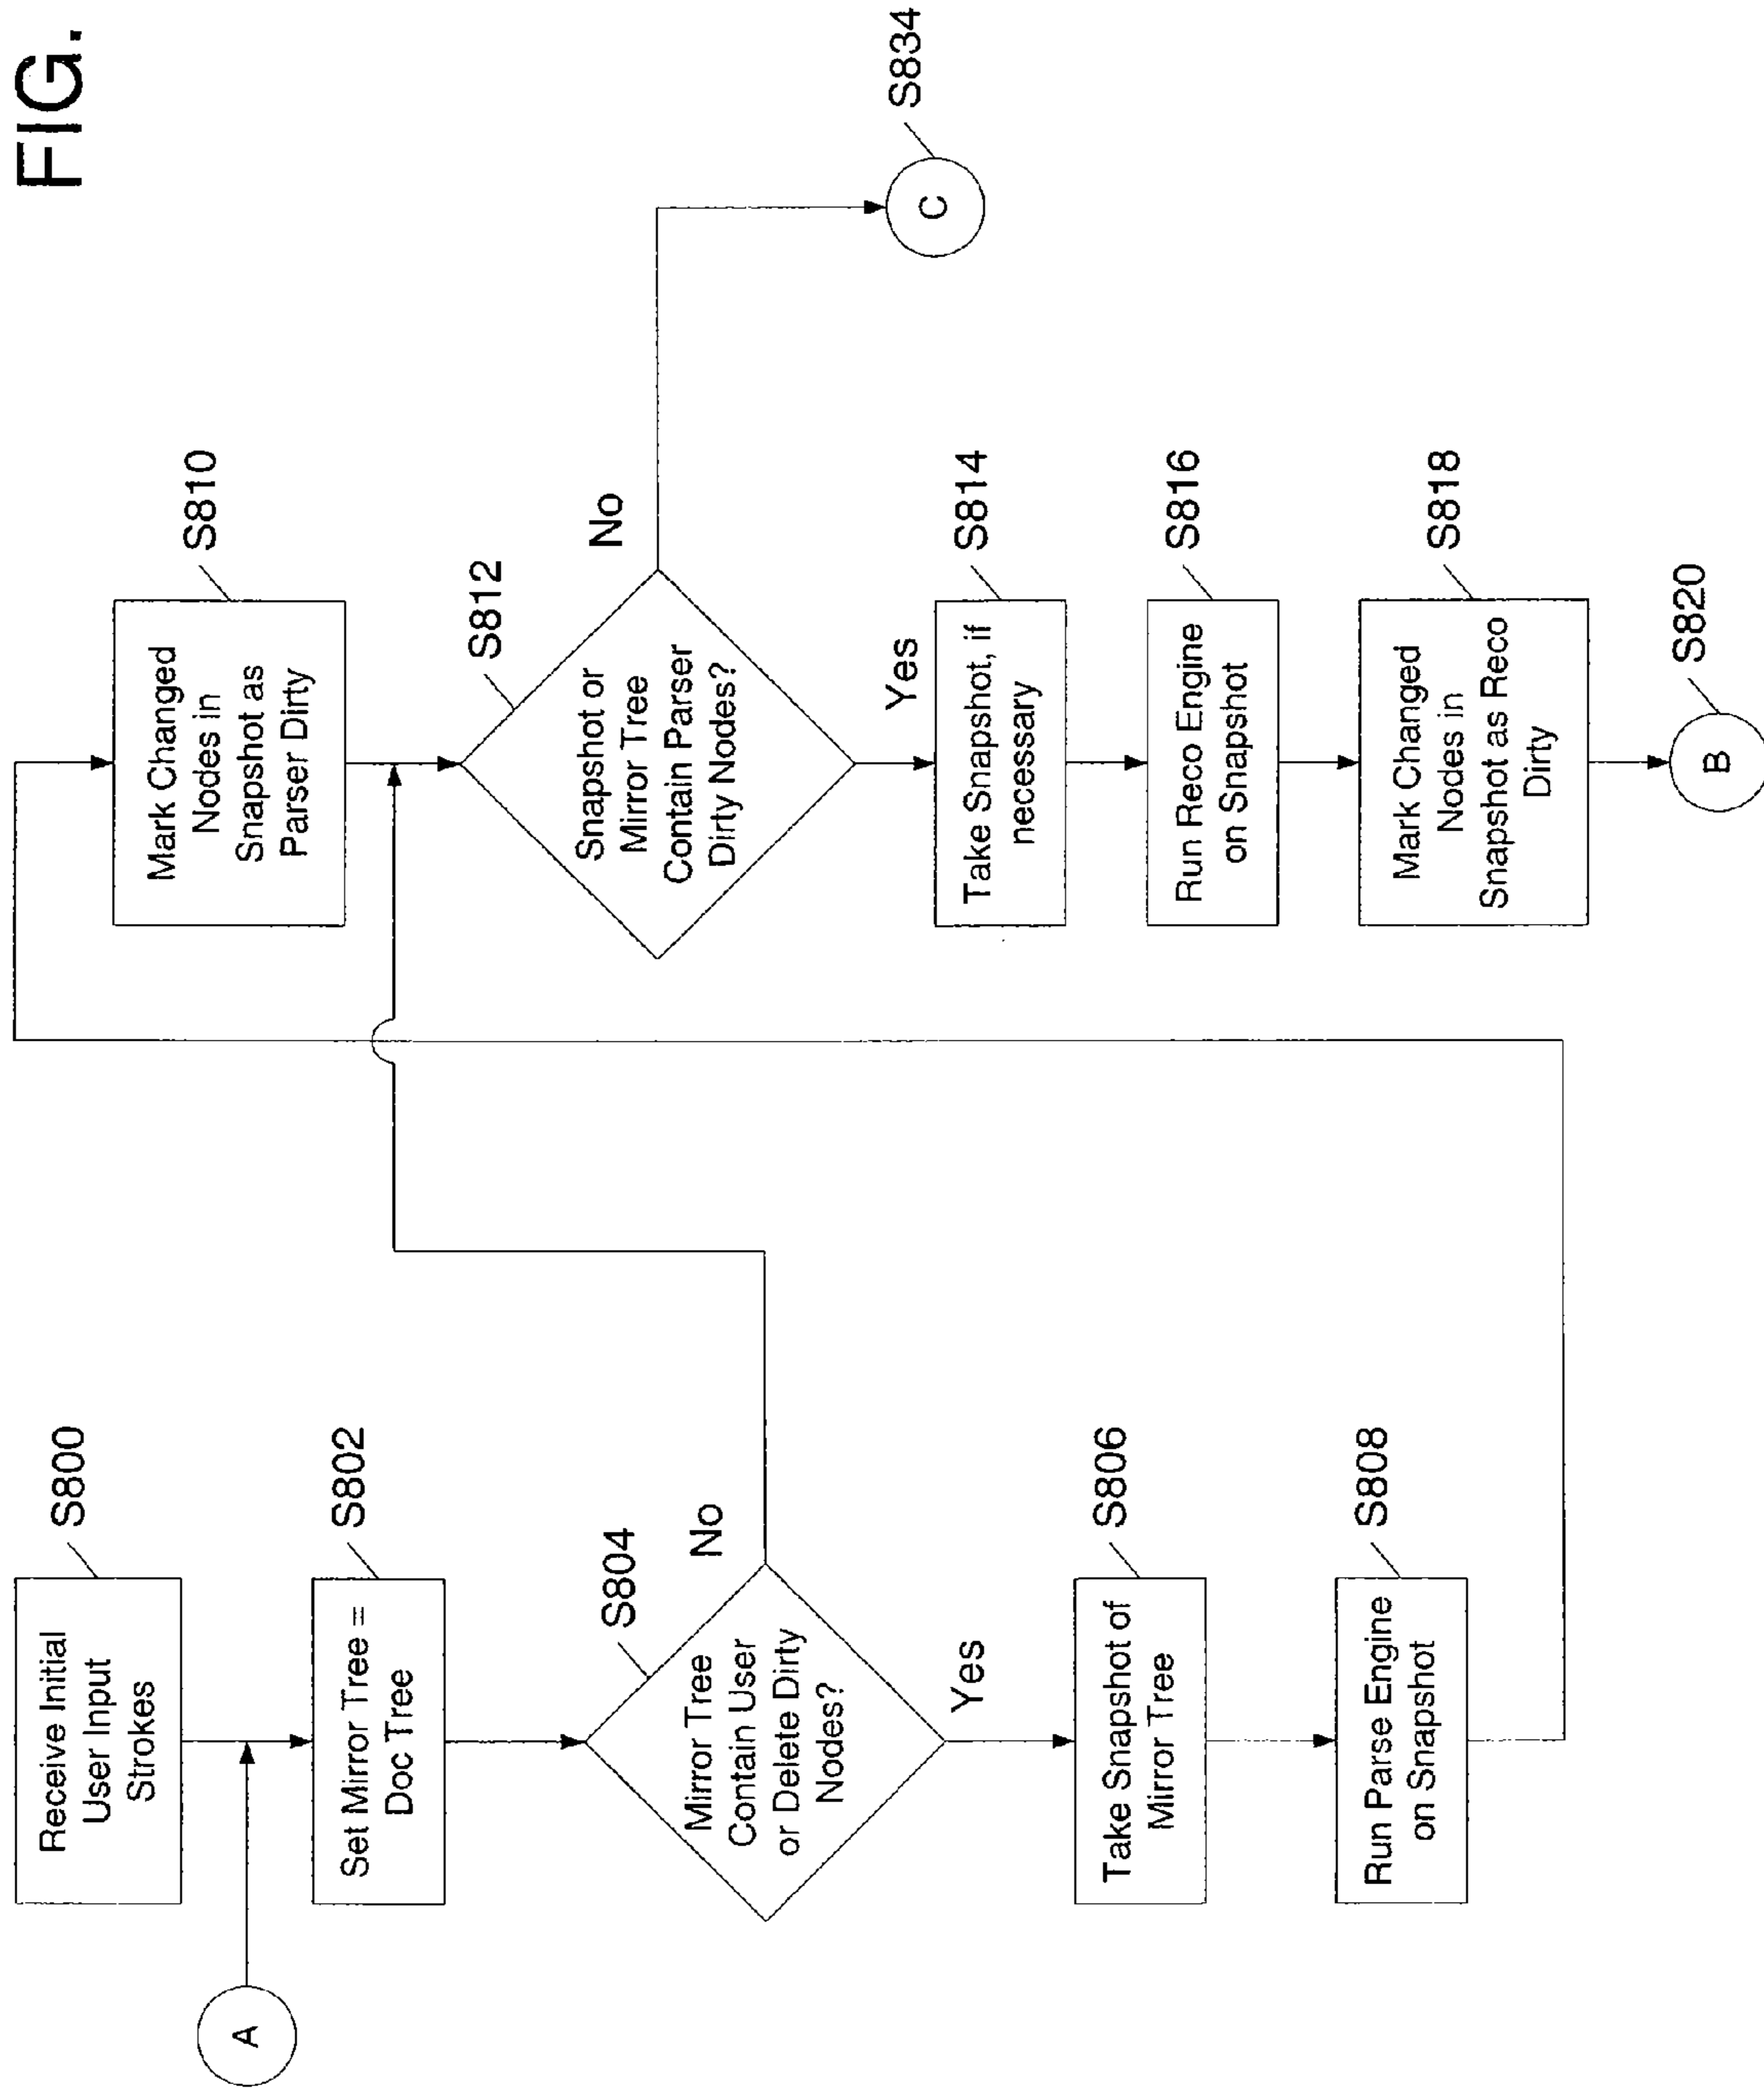 FIG.
Receive Initial
User Input
Strokes
S800
A
Set Mirror Tree =
Doc Tree
S802
Mirror Tree
Contain User
or Delete Dirty
Nodes?
S804
No
Yes
Take Snapshot of
Mirror Tree
S806
Run Parse Engine
on Snapshot
S808
Mark Changed
Nodes in
Snapshot as
Parser Dirty
S810
Snapshot or
Mirror Tree
Contain Parser
Dirty Nodes?
S812
No
C
S834
Yes
Take Snapshot, if
necessary
S814
Run Reco Engine
on Snapshot
S816
Mark Changed
Nodes in
Snapshot as Reco
Dirty
S818
B
S820